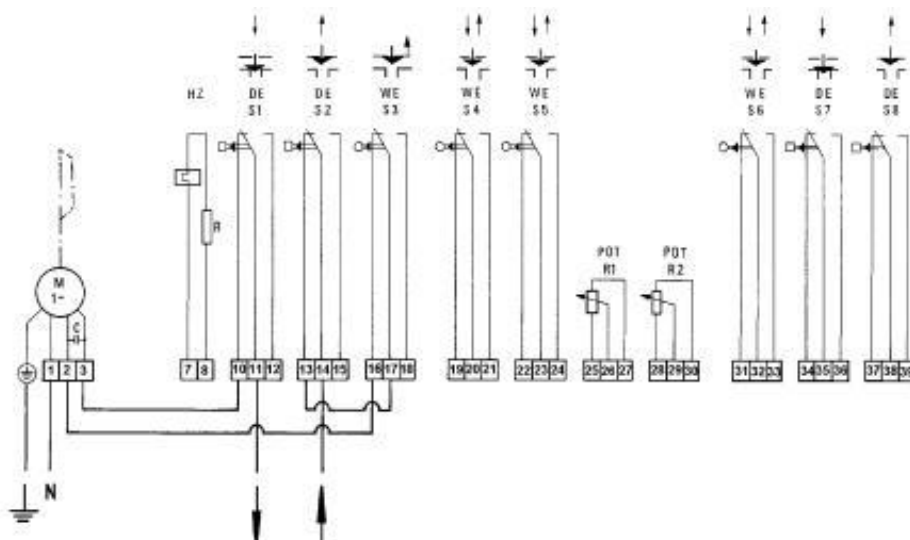 HZ DE WE WE WE WE DE DE
S1 S2 S3 S4 S5 S6 S7 S8
DE
R
POT POT
R1 R2
M
1~
C
1 2 3 7 8 10 11 12 13 14 15 16 17 18 19 20 21 22 23 24 25 26 27 28 29 30 31 32 33 34 35 36 37 38 39
N